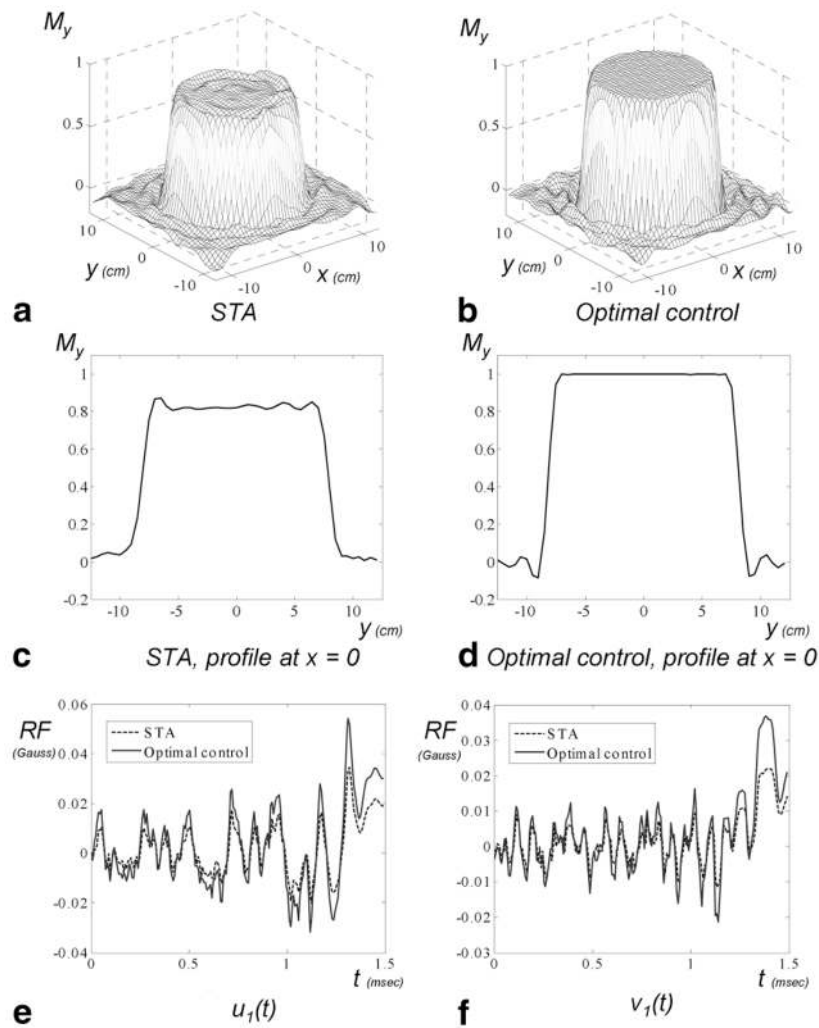 M_y
1
0.5
0
10
0
-10
y (cm)
-10
0
10
x (cm)
a
STA
M_y
1
0.5
0
10
0
-10
y (cm)
-10
0
10
x (cm)
b
Optimal control
M_y
1
0.8
0.6
0.4
0.2
0
-0.2
-10
-5
0
5
10
y (cm)
c
STA, profile at x = 0
M_y
1
0.8
0.6
0.4
0.2
0
-0.2
-10
-5
0
5
10
y (cm)
d
Optimal control, profile at x = 0
RF
(Gauss)
0.06
0.04
0.02
0
-0.02
-0.04
STA
Optimal control
0
0.5
1
1.5
t (msec)
e
u_1(t)
RF
(Gauss)
0.04
0.03
0.02
0.01
0
-0.01
-0.02
-0.03
STA
Optimal control
0
0.5
1
1.5
t (msec)
f
v_1(t)